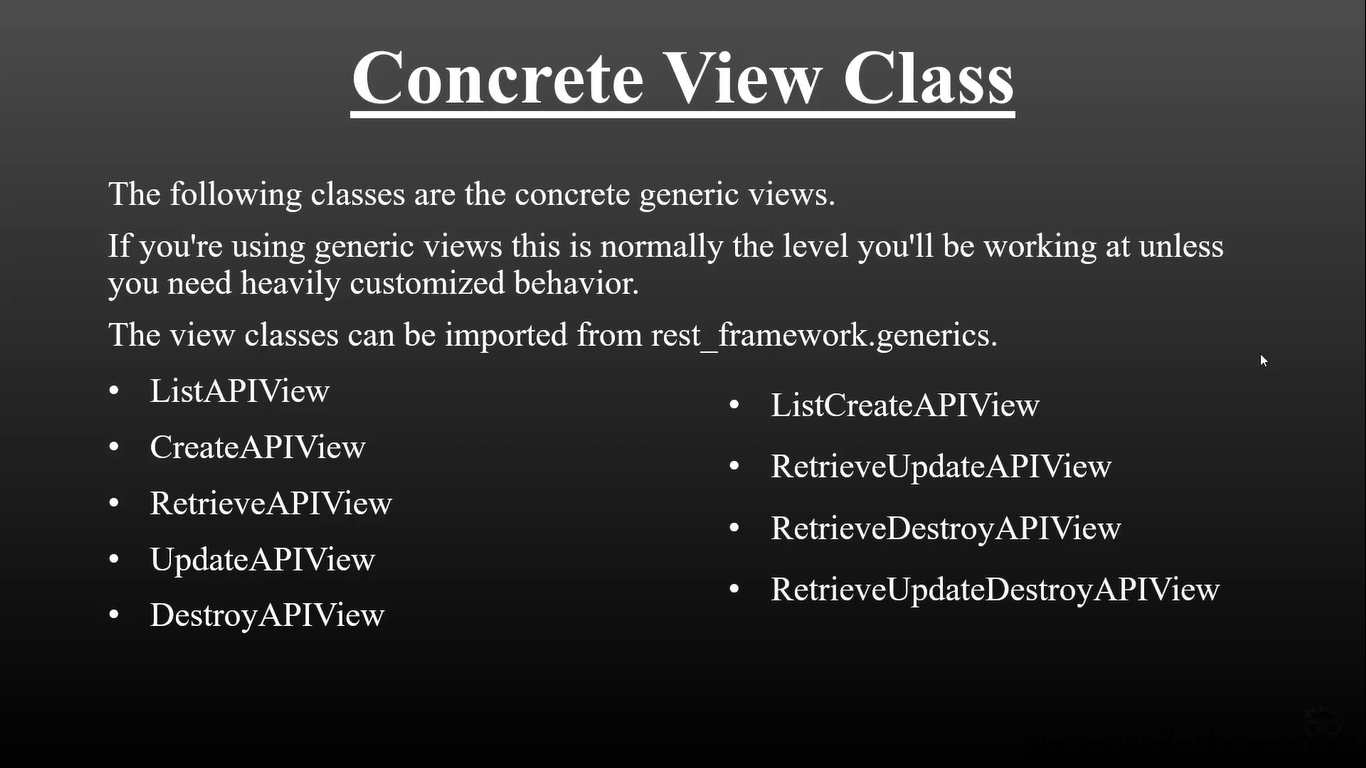 Concrete View Class
The following classes are the concrete generic views.
If you're using generic views this is normally the level you'll be working at unless
you need heavily customized behavior.
The view classes can be imported from rest_framework.generics.
• ListAPIView
• CreateAPIView
• RetrieveAPIView
• UpdateAPIView
• DestroyAPIView
• ListCreateAPIView
• RetrieveUpdateAPIView
• RetrieveDestroyAPIView
• RetrieveUpdateDestroyAPIView